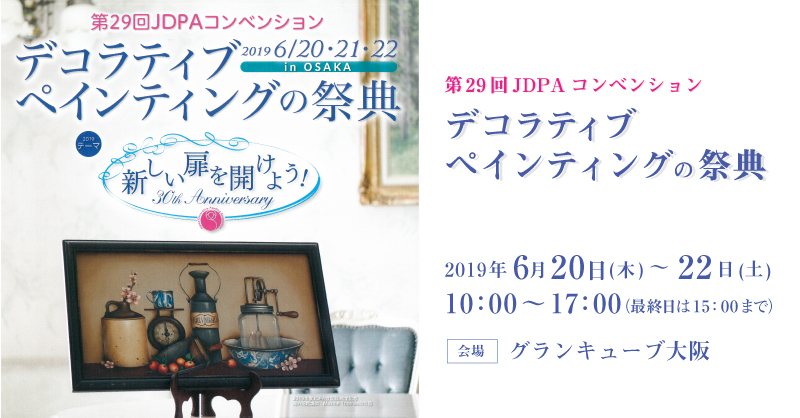 第29回JDPAコンベンション
デコラティブ
2019 6/20・21・22
in OSAKA
ペインティングの祭典
2019
テーマ
新しい扉を開けよう!
30th Anniversary
第29回JDPA コンベンション
デコラティブ
ペインティングの祭典
2019年 6月20日(木)～22日(土)
10:00～17:00(最終日は15:00まで)
会場 グランキューブ大阪